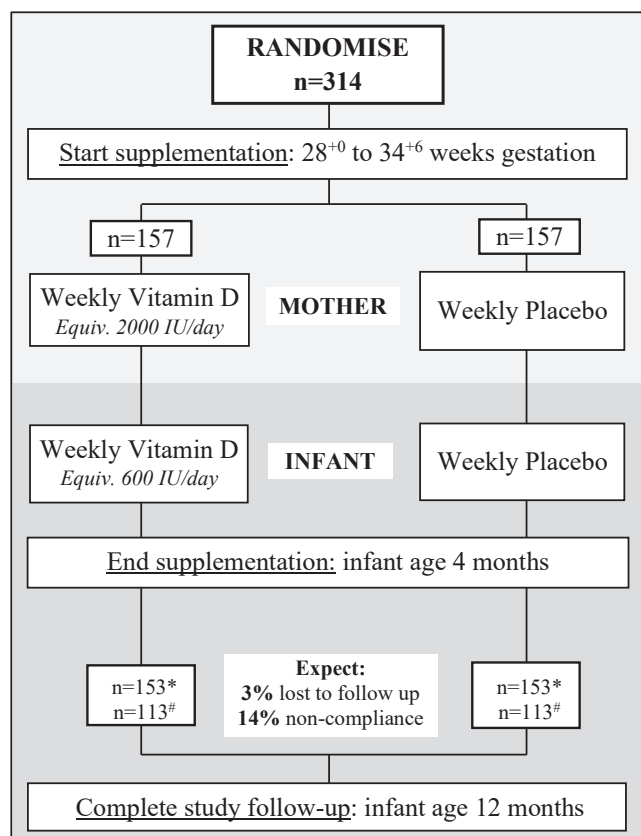 RANDOMISE
n=314
Start supplementation: 28⁺⁰ to 34⁺⁶ weeks gestation
n=157
n=157
Weekly Vitamin D
Equiv. 2000 IU/day
MOTHER
Weekly Placebo
Weekly Vitamin D
Equiv. 600 IU/day
INFANT
Weekly Placebo
End supplementation: infant age 4 months
n=153*
n=113#
Expect:
3% lost to follow up
14% non-compliance
n=153*
n=113#
Complete study follow-up: infant age 12 months